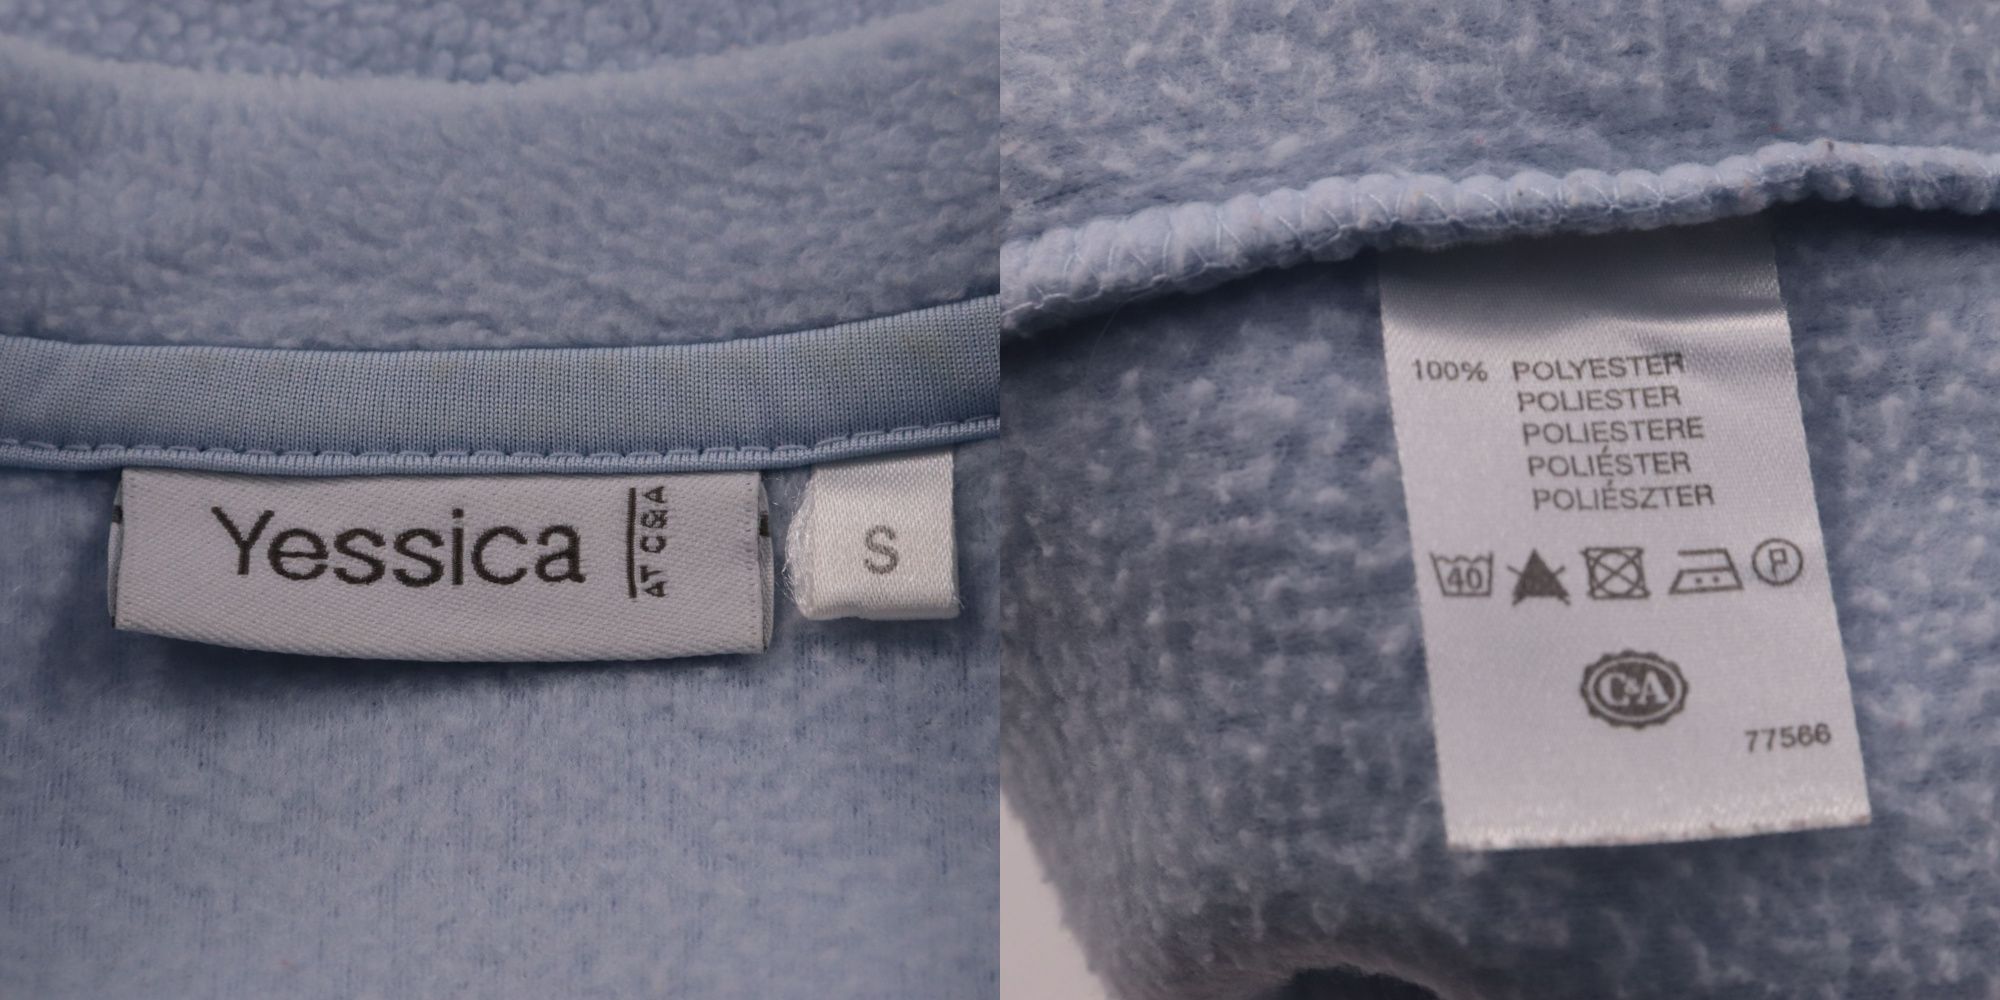 Yessica
AT C&A
S
100% POLYESTER
POLIESTER
POLIESTERE
POLIÉSTER
POLIÉSZTER
40
P
C&A
77566